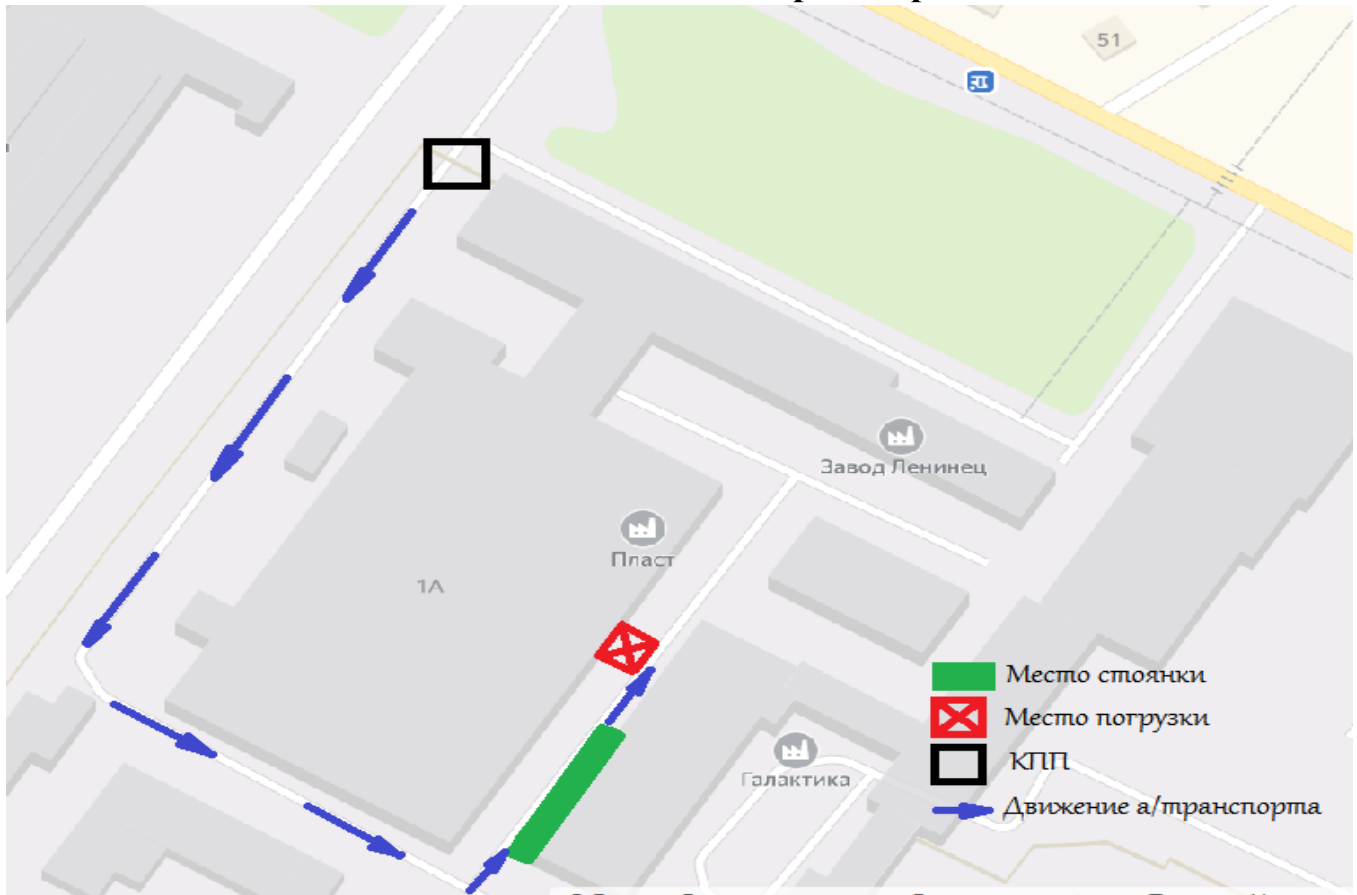 51
Завод Ленинец
Пласт
1А
Галактика
Место стоянки
Место погрузки
КПП
Движение а/транспорта